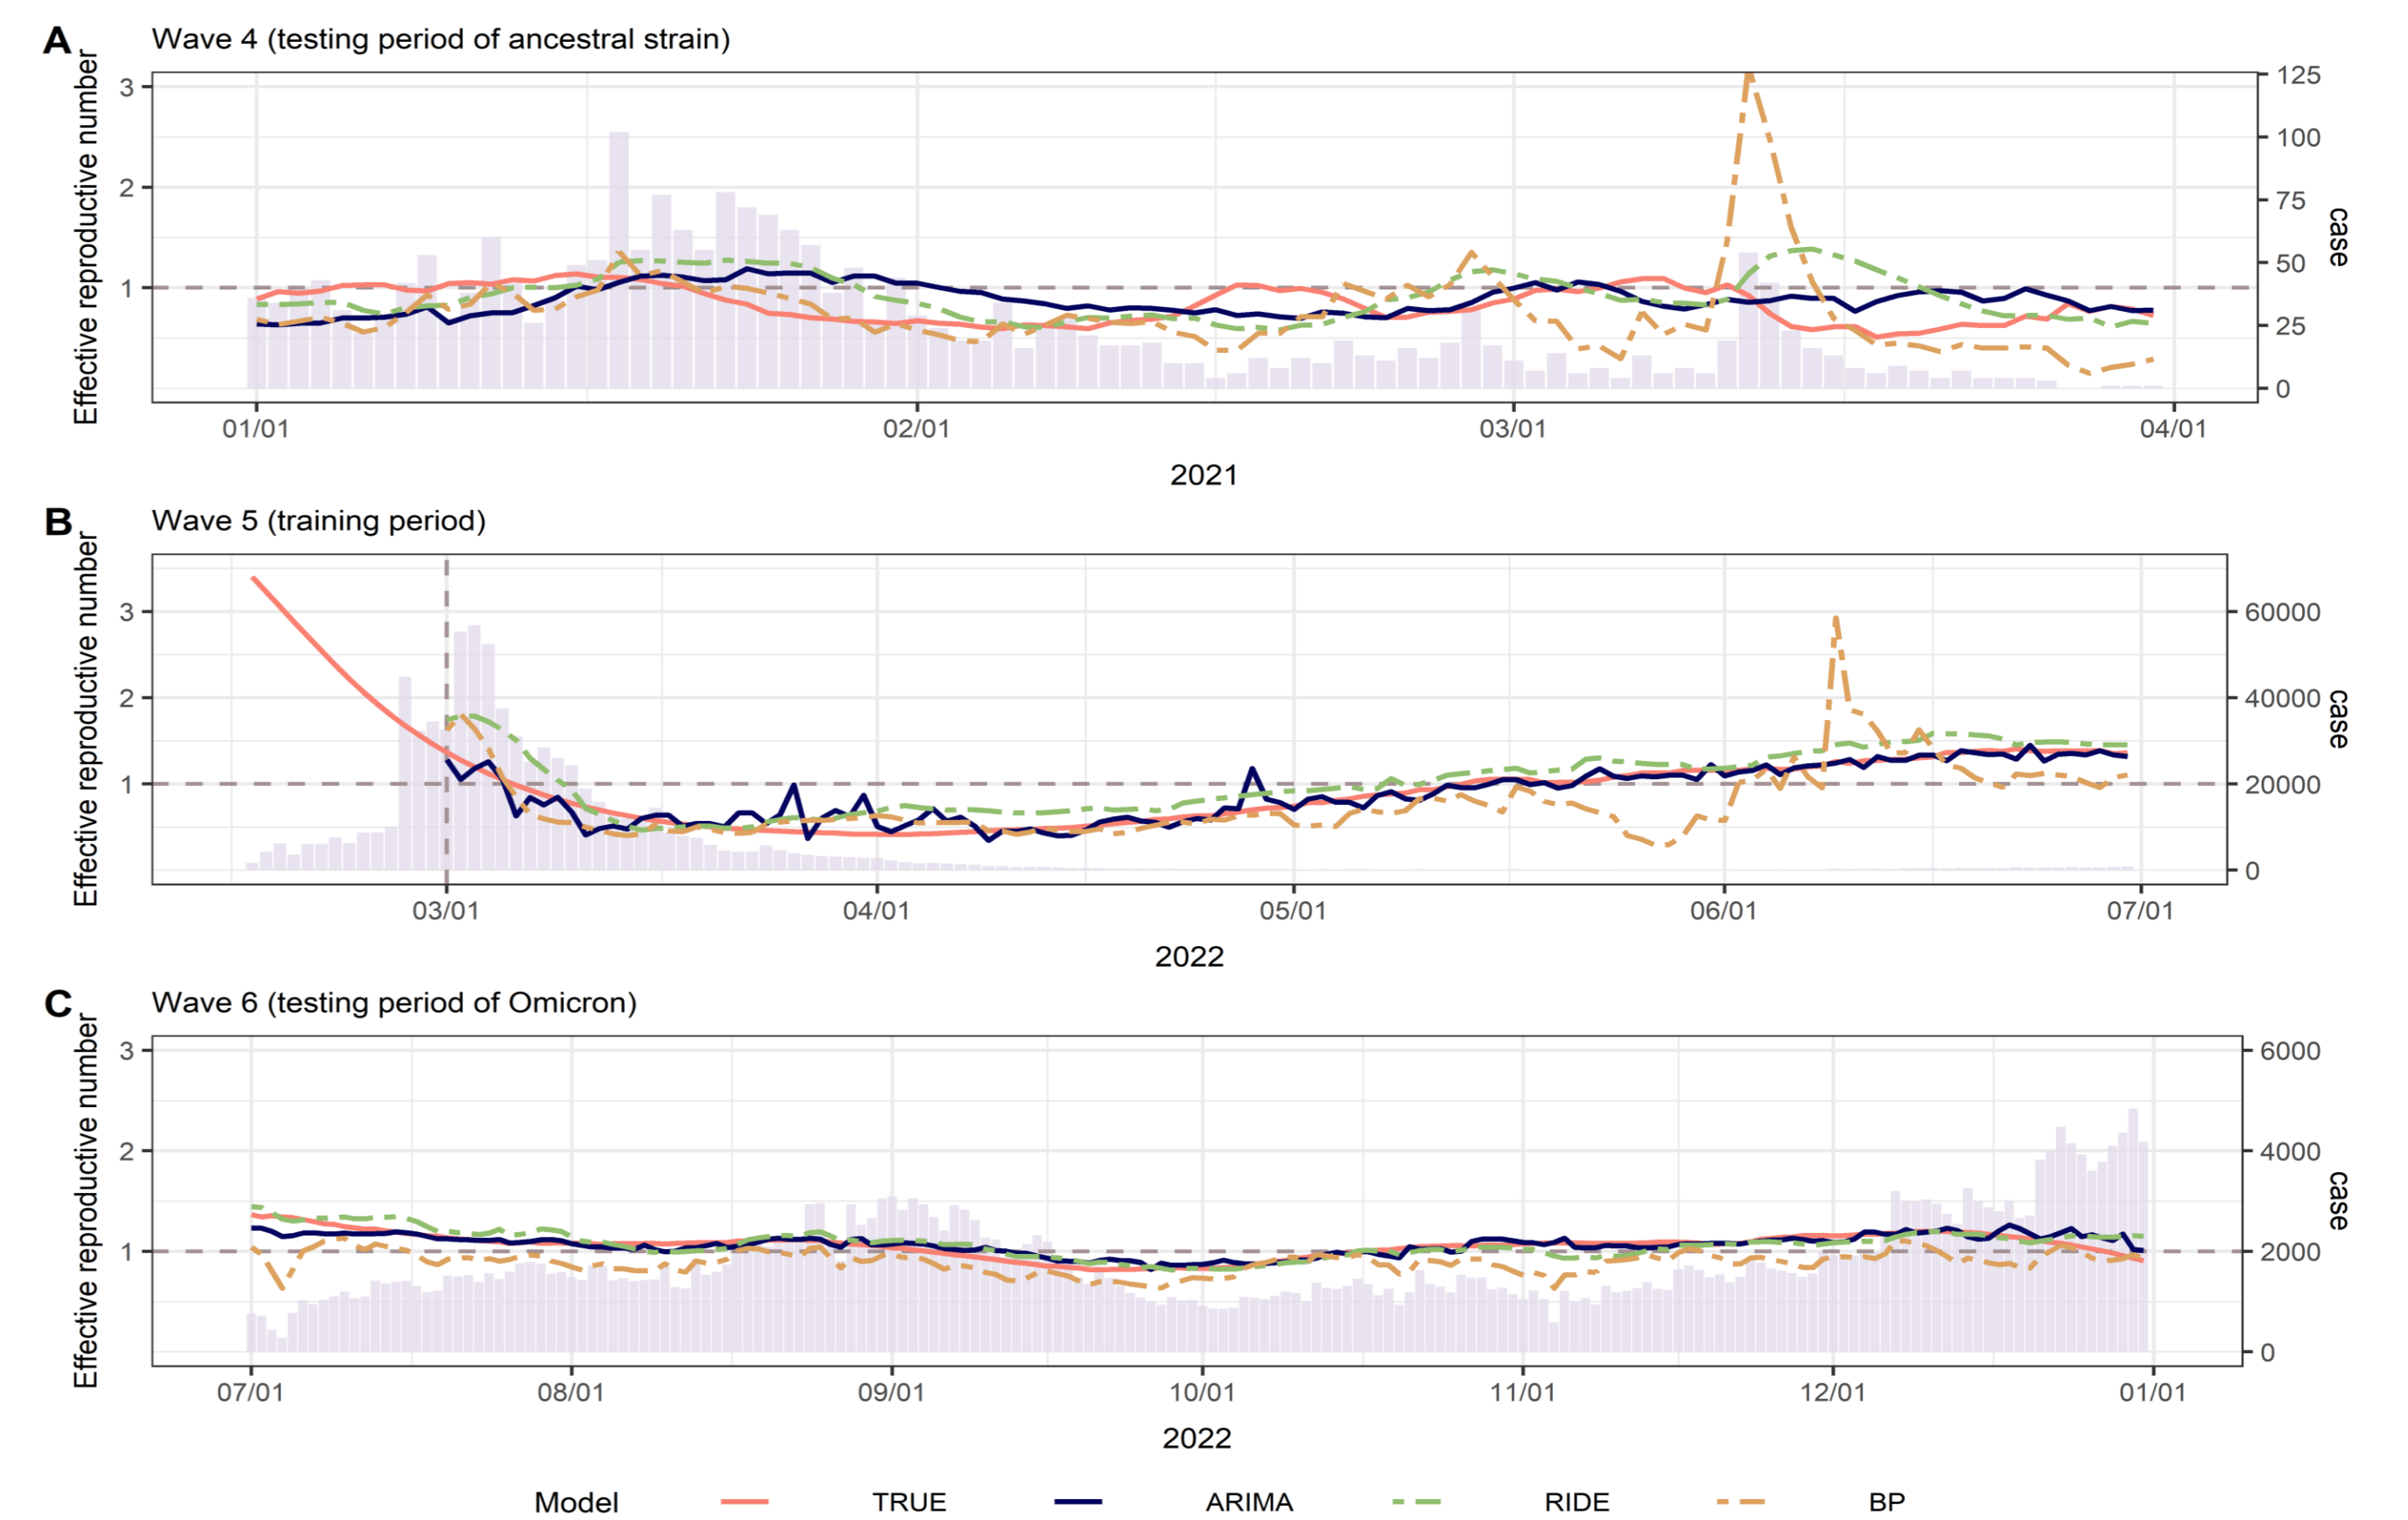 A
Wave 4 (testing period of ancestral strain)
Effective reproductive number
3
2
1
125
100
75
50
25
0
case
01/01 02/01 03/01 04/01
2021
B
Wave 5 (training period)
Effective reproductive number
3
2
1
60000
40000
20000
0
case
03/01 04/01 05/01 06/01 07/01
2022
C
Wave 6 (testing period of Omicron)
Effective reproductive number
3
2
1
6000
4000
2000
0
case
07/01 08/01 09/01 10/01 11/01 12/01 01/01
2022
Model TRUE ARIMA RIDE BP